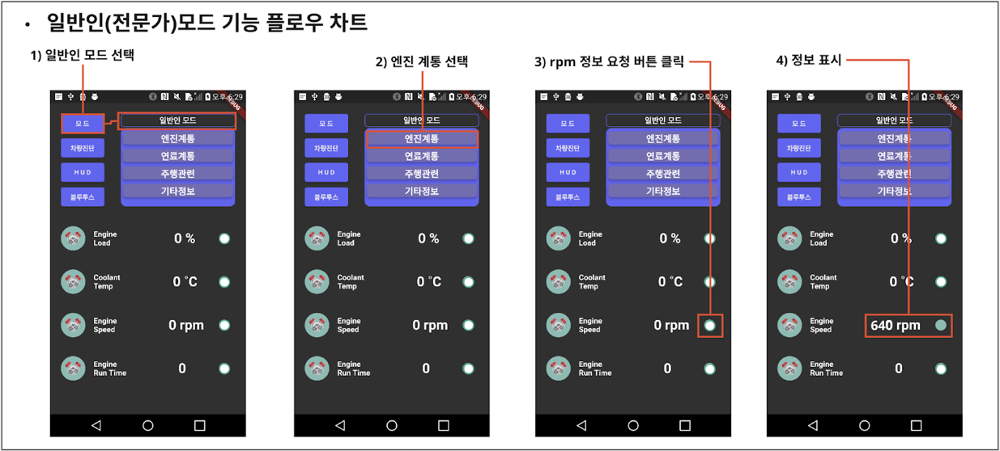 • 일반인(전문가)모드 기능 플로우 차트
1) 일반인 모드 선택
2) 엔진 계통 선택
3) rpm 정보 요청 버튼 클릭
4) 정보 표시
오후 6:29
모 드
일반인 모드
차량진단
H U D
블루투스
엔진계통
연료계통
주행관련
기타정보
Engine
Load
0 %
Coolant
Temp
0 ˚C
Engine
Speed
0 rpm
Engine
Run Time
0
오후 6:29
모 드
일반인 모드
차량진단
H U D
블루투스
엔진계통
연료계통
주행관련
기타정보
Engine
Load
0 %
Coolant
Temp
0 ˚C
Engine
Speed
0 rpm
Engine
Run Time
0
오후 6:29
모 드
일반인 모드
차량진단
H U D
블루투스
엔진계통
연료계통
주행관련
기타정보
Engine
Load
0 %
Coolant
Temp
0 ˚C
Engine
Speed
0 rpm
Engine
Run Time
0
오후 6:29
모 드
일반인 모드
차량진단
H U D
블루투스
엔진계통
연료계통
주행관련
기타정보
Engine
Load
0 %
Coolant
Temp
0 ˚C
Engine
Speed
640 rpm
Engine
Run Time
0